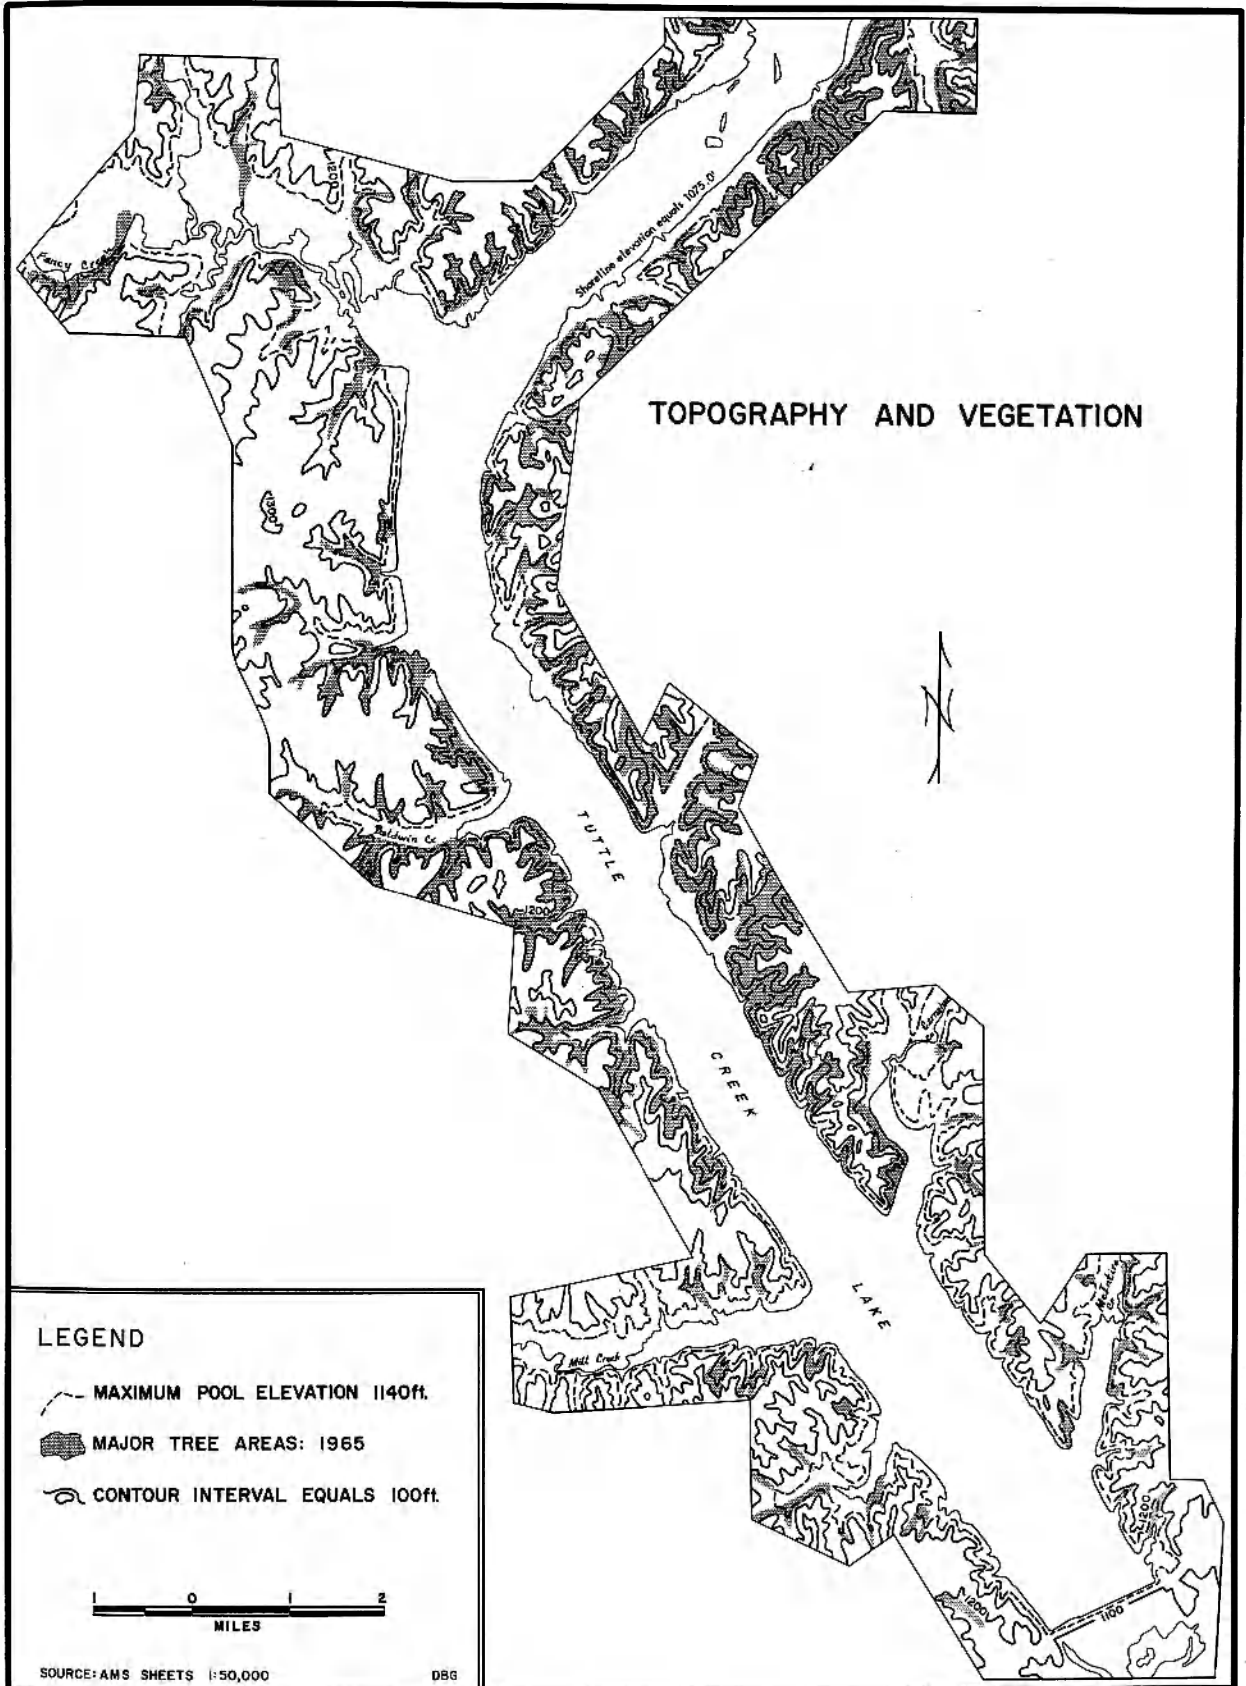 1200
Fancy Creek
Shoreline elevation equals 1075.0'
TOPOGRAPHY AND VEGETATION
1300
N
TUTTLE
Baldwin Cr.
1200
CREEK
LAKE
Mill Creek
1200
1200
1100
LEGEND
MAXIMUM POOL ELEVATION 1140ft.
MAJOR TREE AREAS: 1965
CONTOUR INTERVAL EQUALS 100ft.
1 0 1 2
MILES
SOURCE: AMS SHEETS 1:50,000 DBG